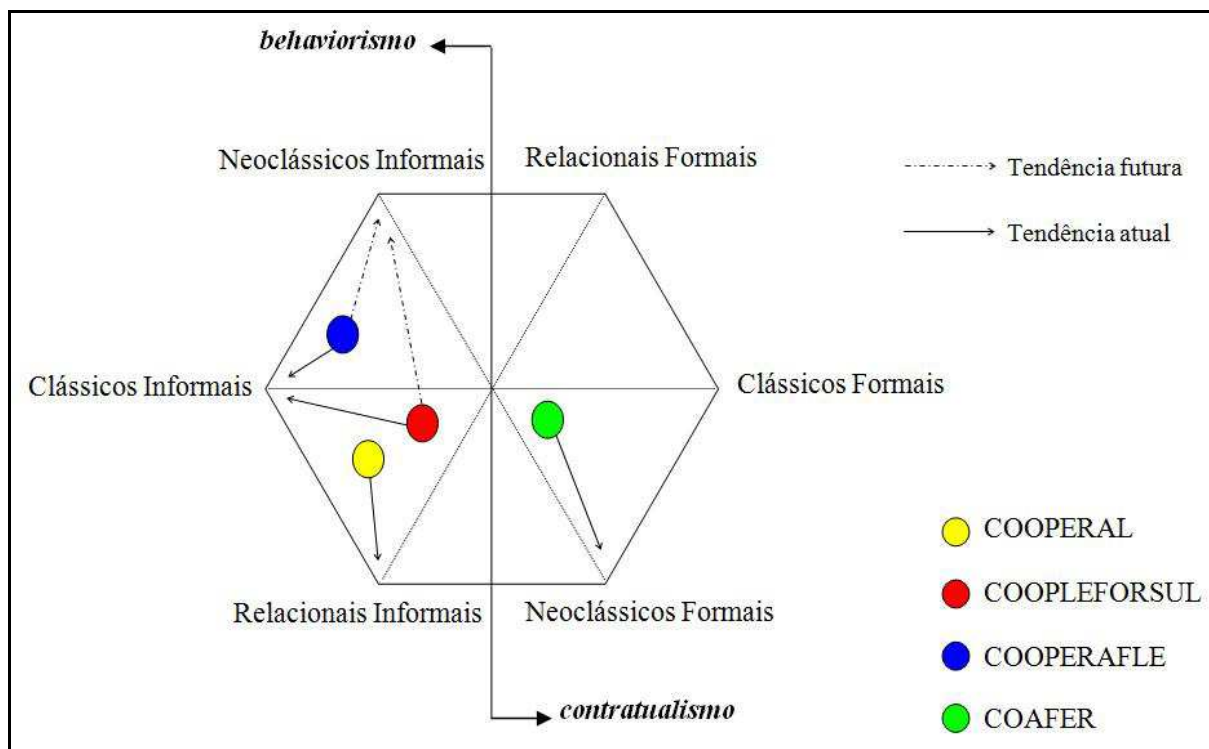 behaviorismo
Neoclássicos Informais
Relacionais Formais
Tendência futura
Tendência atual
Clássicos Informais
Clássicos Formais
Relacionais Informais
Neoclássicos Formais
contratualismo
COOPERAL
COOPLEFORSUL
COOPERAFLE
COAFER